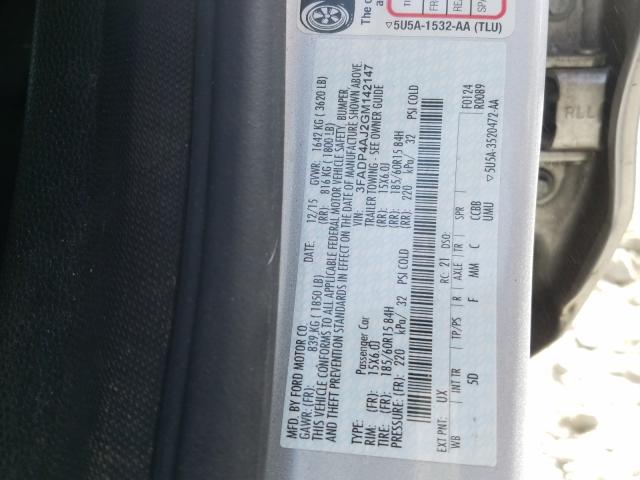 The c
TI
FR
RE
SPA
▽5U5A-1532-AA (TLU)
MFD. BY FORD MOTOR CO.
DATE: 12/15 GVWR: 1642 KG ( 3620 LB)
GAWR: (FR): 839 KG ( 1850 LB) (RR): 816 KG ( 1800 LB)
THIS VEHICLE CONFORMS TO ALL APPLICABLE FEDERAL MOTOR VEHICLE SAFETY, BUMPER,
AND THEFT PREVENTION STANDARDS IN EFFECT ON THE DATE OF MANUFACTURE SHOWN ABOVE.
VIN: 3FADP4AJ2GM142147
TYPE: Passenger Car TRAILER TOWING - SEE OWNER GUIDE
RIM: (FR): 15X6.0J (RR): 15X6.0J
TIRE: (FR): 185/60R15 84H (RR): 185/60R15 84H
PRESSURE: (FR): 220 kPa/ 32 PSI COLD (RR): 220 kPa/ 32 PSI COLD
EXT PNT: UX RC: 21 DSO: F0124
WB INT TR TP/PS R AXLE TR SPR R0089
5D F MM C CCBB
UMU
▽5U5A-3520472-AA
RLL